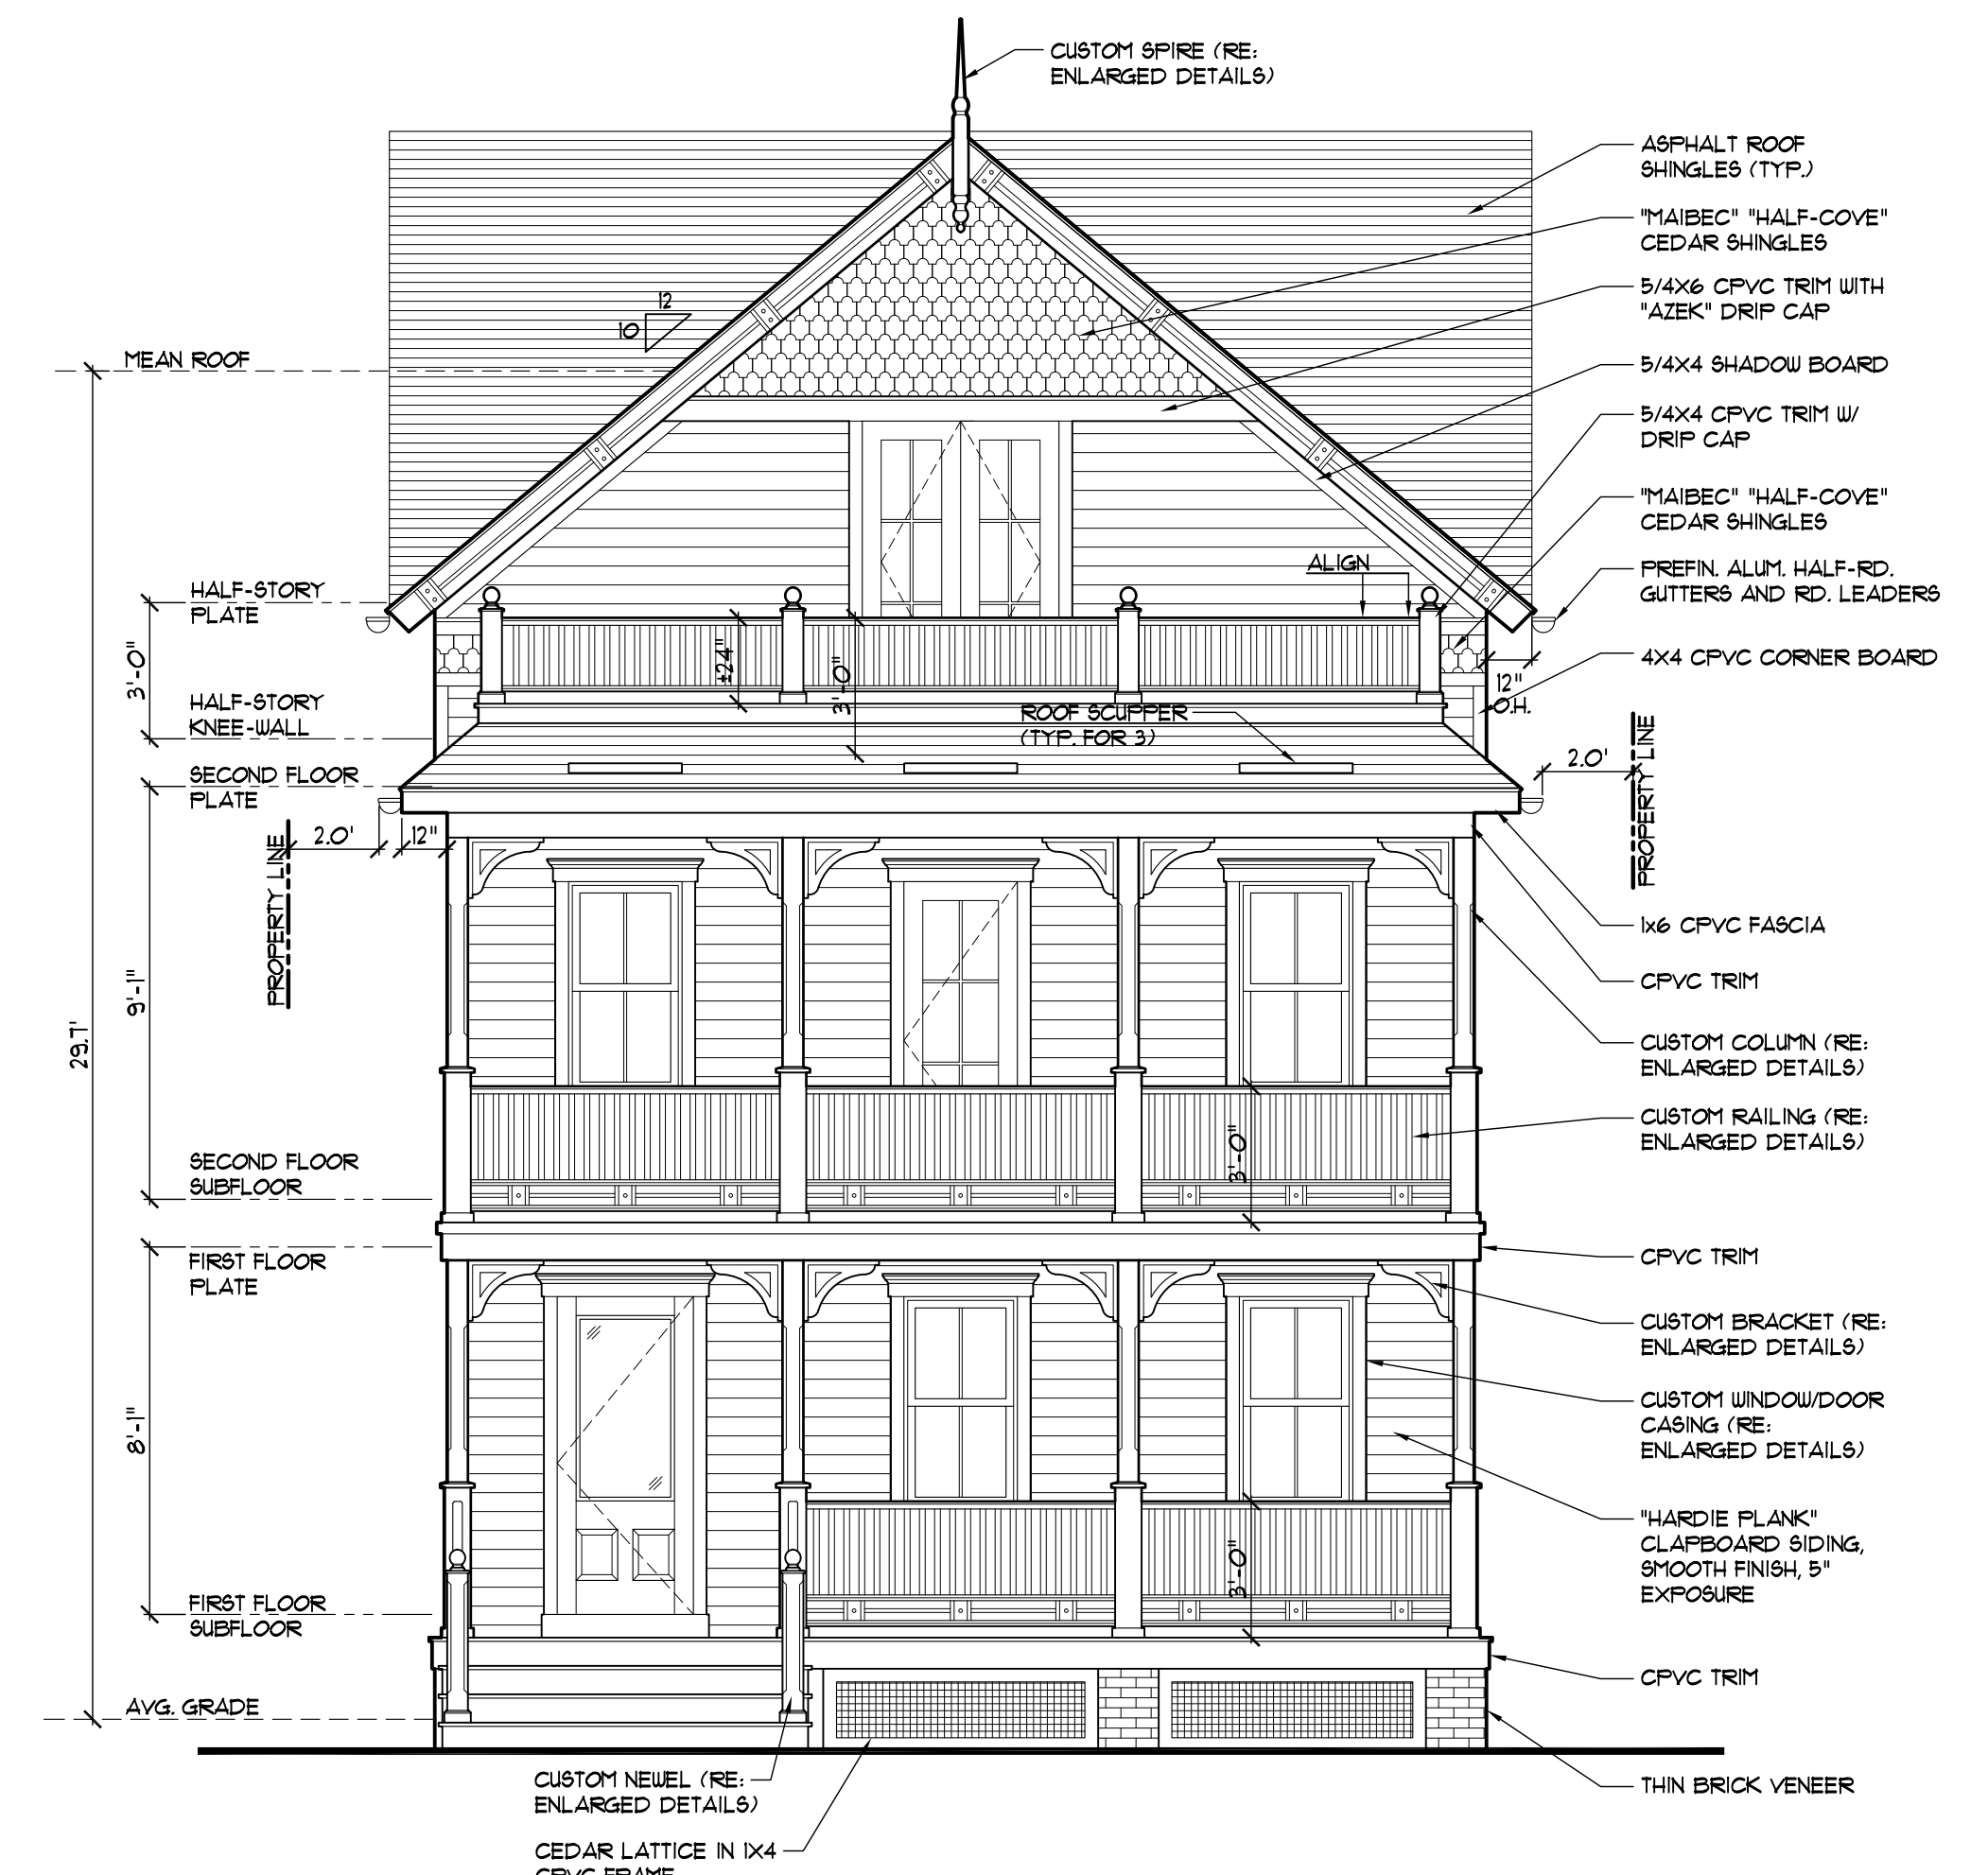 CUSTOM SPIRE (RE:
ENLARGED DETAILS)
ASPHALT ROOF
SHINGLES (TYP.)
"MAIBEC" "HALF-COVE"
CEDAR SHINGLES
5/4X6 CPVC TRIM WITH
"AZEK" DRIP CAP
12
10
MEAN ROOF
5/4X4 SHADOW BOARD
5/4X4 CPVC TRIM W/
DRIP CAP
"MAIBEC" "HALF-COVE"
CEDAR SHINGLES
ALIGN
PREFIN. ALUM. HALF-RD.
GUTTERS AND RD. LEADERS
HALF-STORY
PLATE
3'-0"
±24"
3'-0"
4X4 CPVC CORNER BOARD
12"
O.H.
HALF-STORY
KNEE-WALL
ROOF SCUPPER
(TYP. FOR 3)
PROPERTY LINE
2.0'
SECOND FLOOR
PLATE
2.0'
12"
PROPERTY LINE
1x6 CPVC FASCIA
CPVC TRIM
9'-1"
29.7'
CUSTOM COLUMN (RE:
ENLARGED DETAILS)
CUSTOM RAILING (RE:
ENLARGED DETAILS)
3'-0"
SECOND FLOOR
SUBFLOOR
FIRST FLOOR
PLATE
CPVC TRIM
CUSTOM BRACKET (RE:
ENLARGED DETAILS)
CUSTOM WINDOW/DOOR
CASING (RE:
ENLARGED DETAILS)
8'-1"
"HARDIE PLANK"
CLAPBOARD SIDING,
SMOOTH FINISH, 5"
EXPOSURE
3'-0"
FIRST FLOOR
SUBFLOOR
CPVC TRIM
AVG. GRADE
CUSTOM NEWEL (RE:
ENLARGED DETAILS)
THIN BRICK VENEER
CEDAR LATTICE IN 1X4
CPVC FRAME